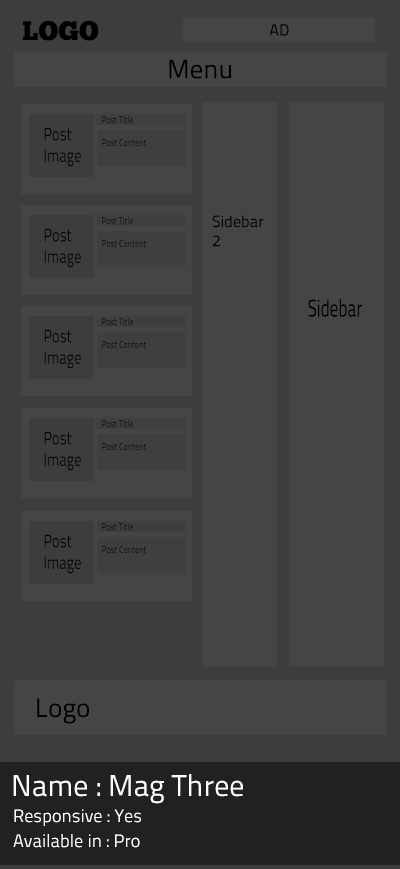 LOGO
AD
Menu
Post
Image
Post Title
Post Content
Post
Image
Post Title
Post Content
Post
Image
Post Title
Post Content
Post
Image
Post Title
Post Content
Post
Image
Post Title
Post Content
Sidebar
2
Sidebar
Logo
Name : Mag Three
Responsive : Yes
Available in : Pro